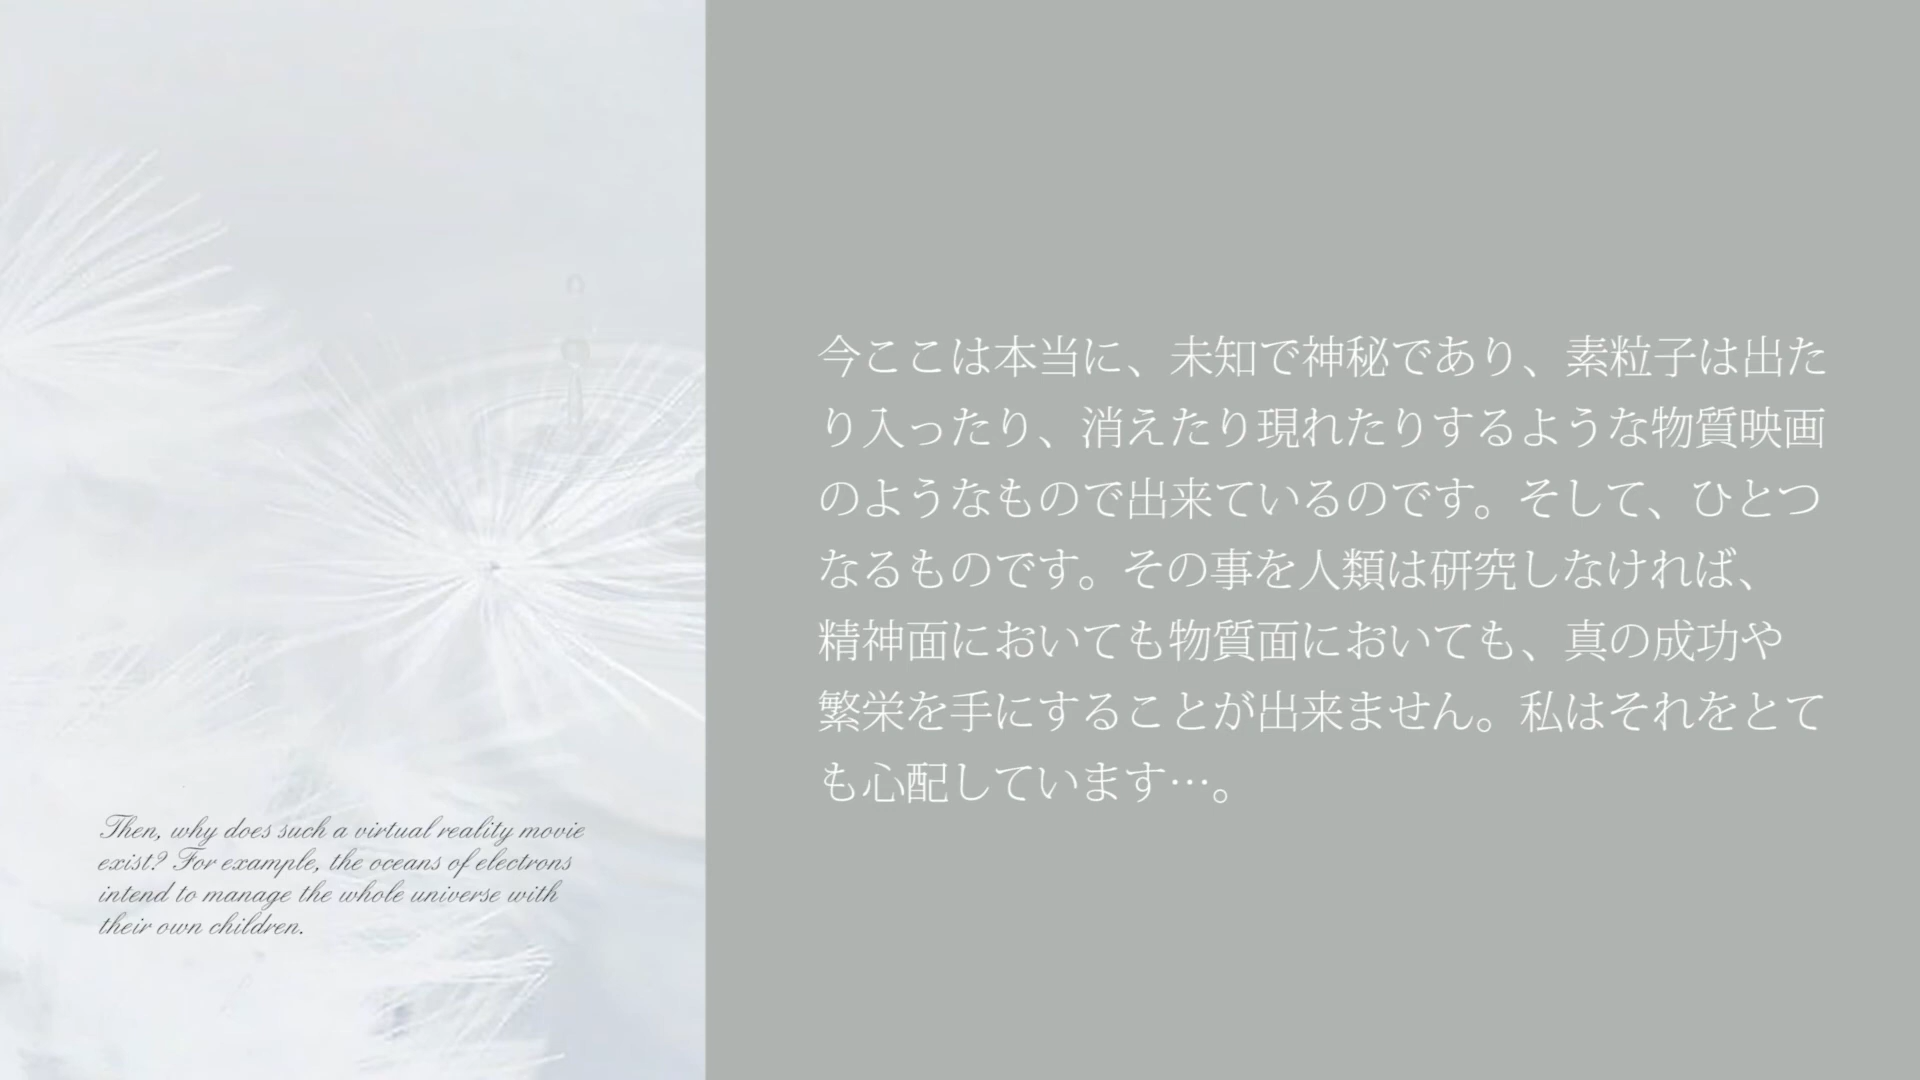 Then, why does such a virtual reality movie
exist? For example, the oceans of electrons
intend to manage the whole universe with
their own children.
今ここは本当に、未知で神秘であり、素粒子は出た
り入ったり、消えたり現れたりするような物質映画
のようなもので出来ているのです。そして、ひとつ
なるものです。その事を人類は研究しなければ、
精神面においても物質面においても、真の成功や
繁栄を手にすることが出来ません。私はそれをとて
も心配しています…。